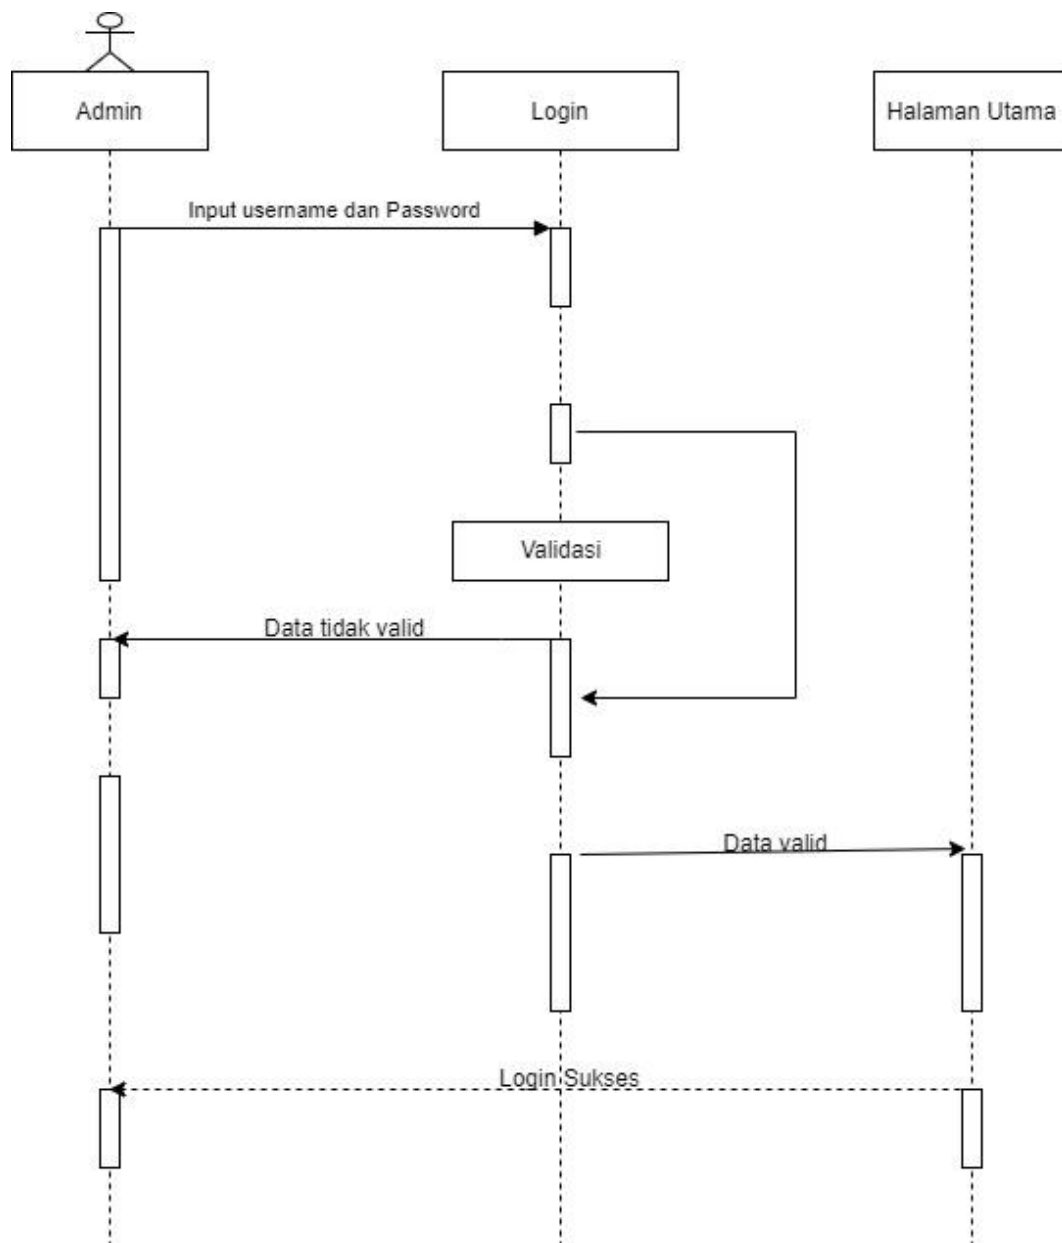 Admin
Login
Halaman Utama
Input username dan Password
Validasi
Data tidak valid
Data valid
Login Sukses